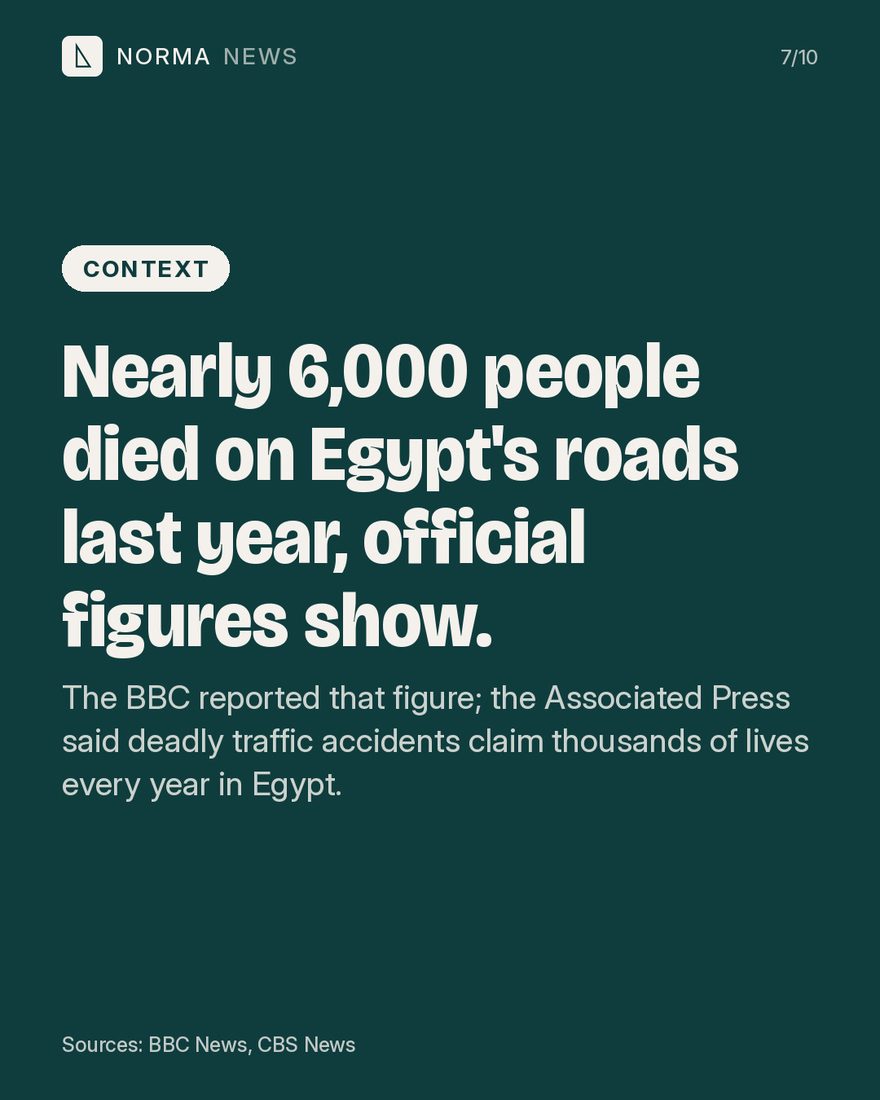 NORMA NEWS
7/10
CONTEXT
Nearly 6,000 people
died on Egypt's roads
last year, official
figures show.
The BBC reported that figure; the Associated Press
said deadly traffic accidents claim thousands of lives
every year in Egypt.
Sources: BBC News, CBS News